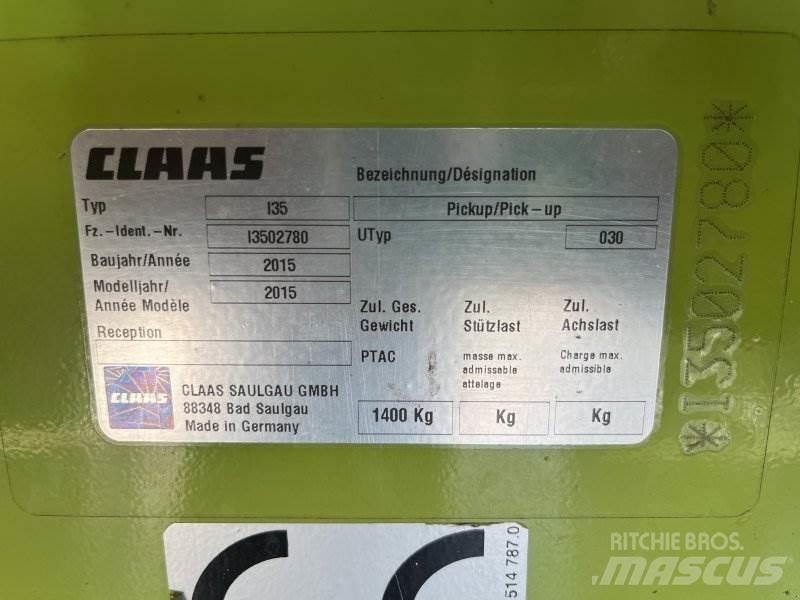 CLAAS
Bezeichnung/Désignation
Typ I35 Pickup/Pick-up
Fz.-Ident.-Nr. I3502780 UTyp 030
Baujahr/Année 2015
Modelljahr/
Année Modèle 2015
Zul. Ges.
Gewicht
Zul.
Stützlast
Zul.
Achslast
Reception
PTAC
masse max.
admissable
attelage
Charge max.
admissible.
1400 Kg Kg Kg
CLAAS
CLAAS SAULGAU GMBH
88348 Bad Saulgau
Made in Germany
*I3502780*
CE
514 787.0
RITCHIE BROS.
MASCUS